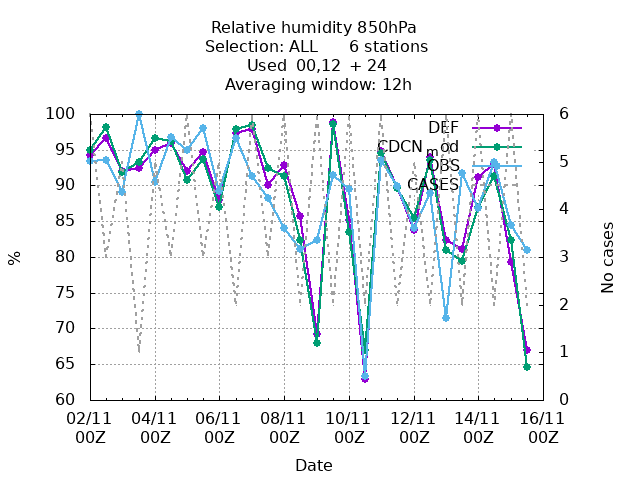 Relative humidity 850hPa
Selection: ALL 6 stations
Used 00,12 + 24
Averaging window: 12h
DEF
CDCN_mod
OBS
CASES
%
100
95
90
85
80
75
70
65
60
No cases
6
5
4
3
2
1
0
02/11 04/11 06/11 08/11 10/11 12/11 14/11 16/11
00Z 00Z 00Z 00Z 00Z 00Z 00Z 00Z
Date